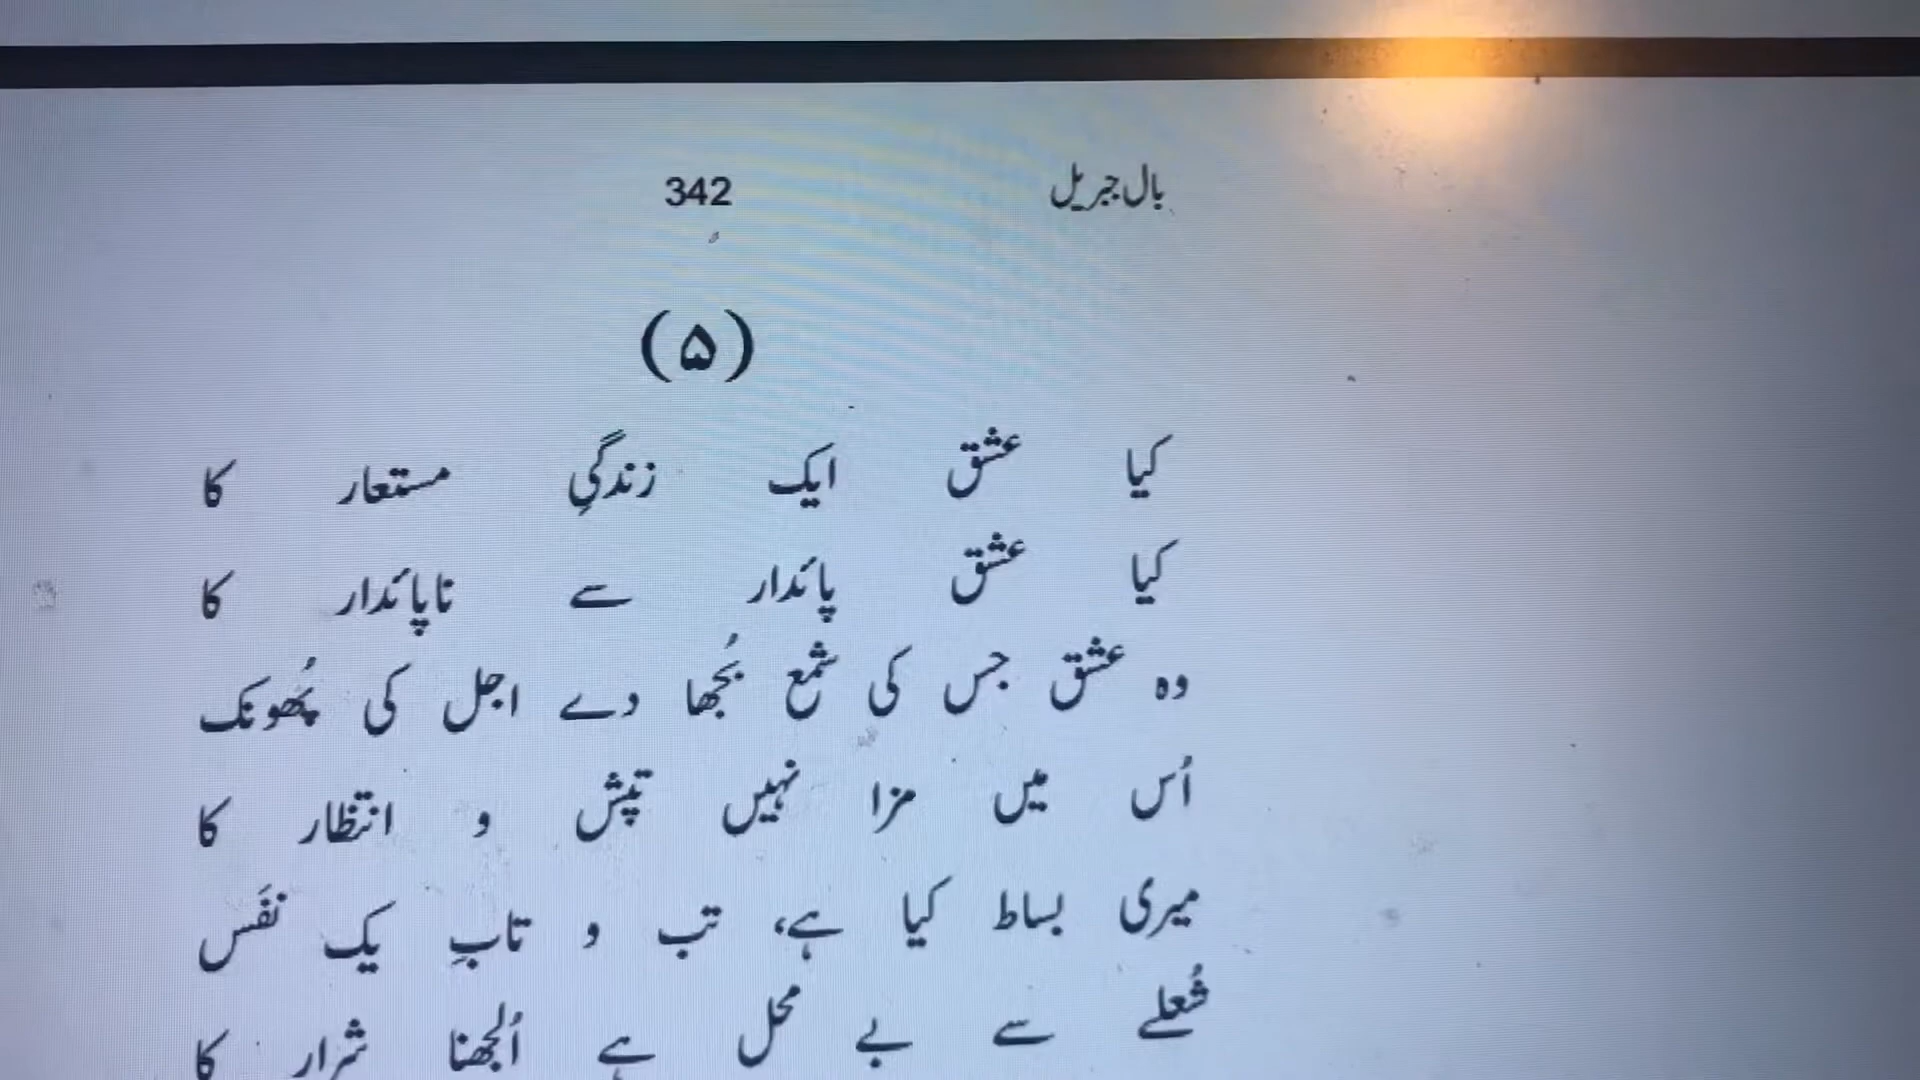 بال جبریل 342
(۵)
کیا عشق ایک زندگیِ مستعار کا
کیا عشق پائدار سے ناپائدار کا
وہ عشق جس کی شمع بُجھا دے اجل کی پُھونک
اُس میں مزا نہیں تپش و انتظار کا
میری بساط کیا ہے، تب و تابِ یک نفَس
شُعلے سے بے محل ہے اُلجھنا شرار کا